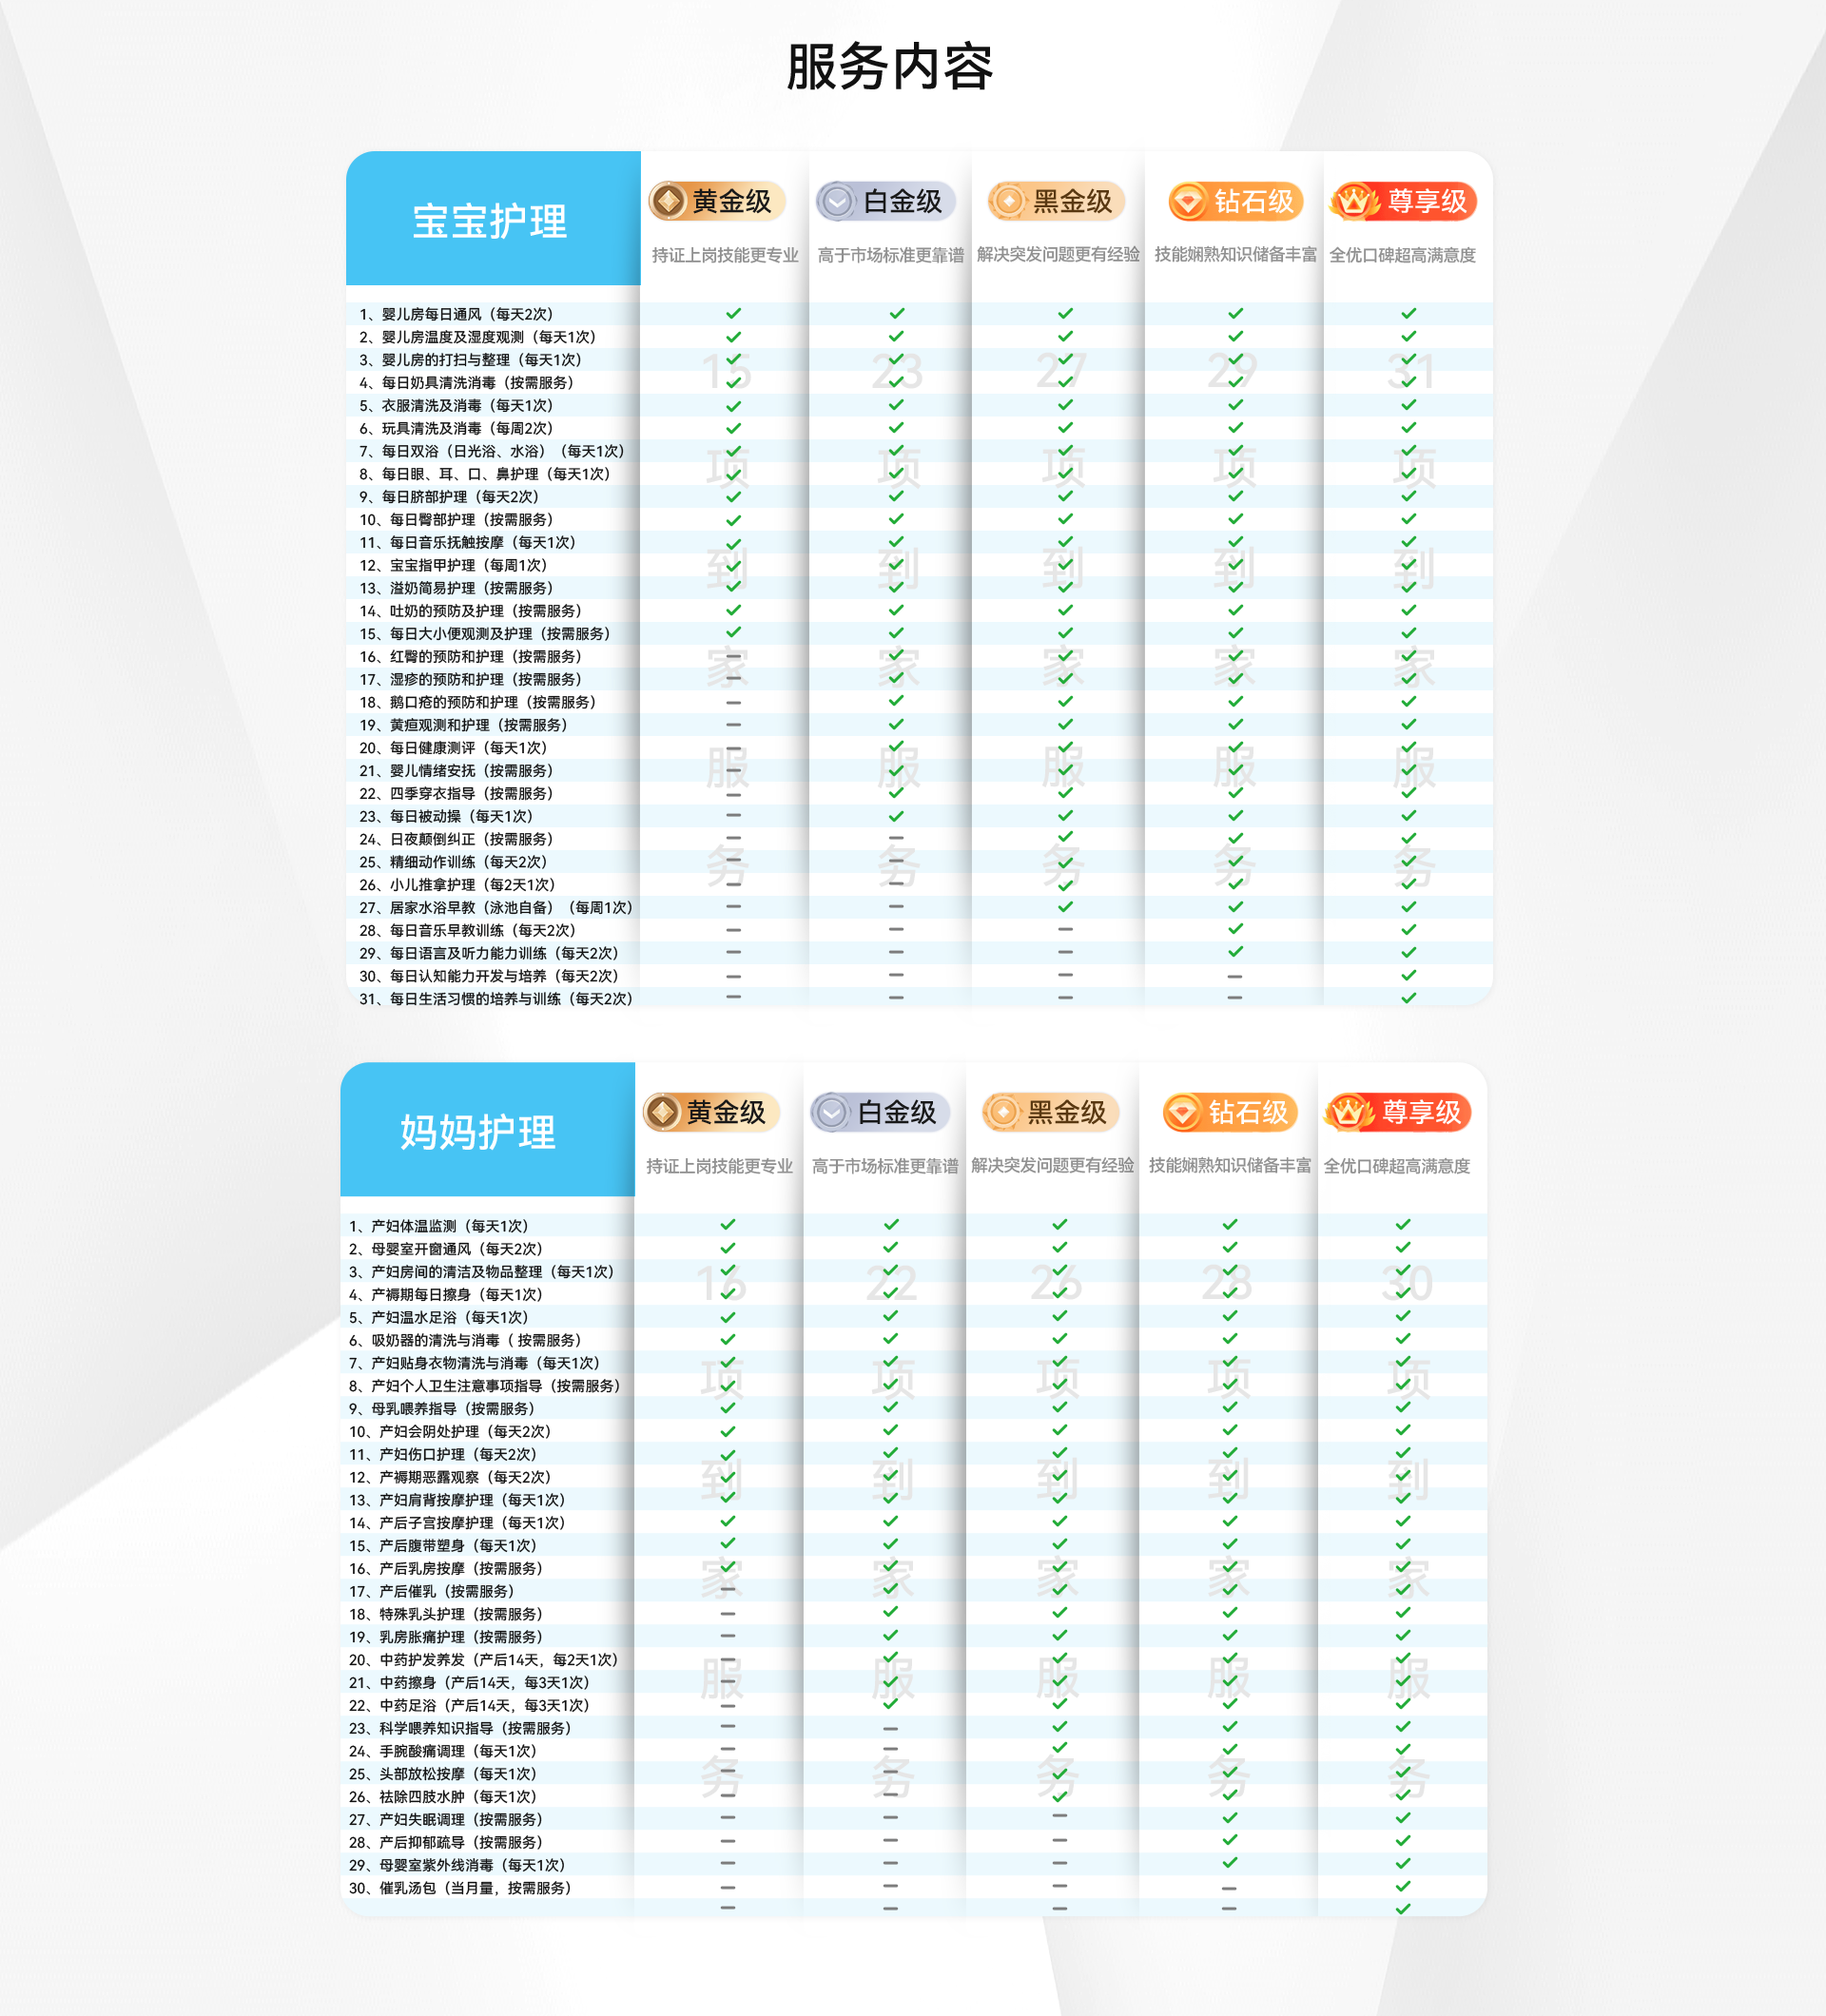 服务内容
宝宝护理
黄金级 白金级 黑金级 钻石级 尊享级
持证上岗技能更专业 高于市场标准更靠谱 解决突发问题更有经验 技能娴熟知识储备丰富 全优口碑超高满意度
1、婴儿房每日通风（每天2次）
2、婴儿房温度及湿度观测（每天1次）
3、婴儿房的打扫与整理（每天1次）
15 23 27 29 31
4、每日奶具清洗消毒（按需服务）
5、衣服清洗及消毒（每天1次）
6、玩具清洗及消毒（每周2次）
7、每日双浴（日光浴、水浴）（每天1次）
项 项 项 项 项
8、每日眼、耳、口、鼻护理（每天1次）
9、每日脐部护理（每天2次）
10、每日臀部护理（按需服务）
11、每日音乐抚触按摩（每天1次）
到 到 到 到 到
12、宝宝指甲护理（每周1次）
13、溢奶简易护理（按需服务）
14、吐奶的预防及护理（按需服务）
15、每日大小便观测及护理（按需服务）
16、红臀的预防和护理（按需服务）
家 家 家 家 家
17、湿疹的预防和护理（按需服务）
18、鹅口疮的预防和护理（按需服务）
19、黄疸观测和护理（按需服务）
20、每日健康测评（每天1次）
服 服 服 服 服
21、婴儿情绪安抚（按需服务）
22、四季穿衣指导（按需服务）
23、每日被动操（每天1次）
24、日夜颠倒纠正（按需服务）
25、精细动作训练（每天2次）
务 务 务 务 务
26、小儿推拿护理（每2天1次）
27、居家水浴早教（泳池自备）（每周1次）
28、每日音乐早教训练（每天2次）
29、每日语言及听力能力训练（每天2次）
30、每日认知能力开发与培养（每天2次）
31、每日生活习惯的培养与训练（每天2次）
妈妈护理
黄金级 白金级 黑金级 钻石级 尊享级
持证上岗技能更专业 高于市场标准更靠谱 解决突发问题更有经验 技能娴熟知识储备丰富 全优口碑超高满意度
1、产妇体温监测（每天1次）
2、母婴室开窗通风（每天2次）
3、产妇房间的清洁及物品整理（每天1次）
16 22 26 28 30
4、产褥期每日擦身（每天1次）
5、产妇温水足浴（每天1次）
6、吸奶器的清洗与消毒（ 按需服务）
7、产妇贴身衣物清洗与消毒（每天1次）
项 项 项 项 项
8、产妇个人卫生注意事项指导（按需服务）
9、母乳喂养指导（按需服务）
10、产妇会阴处护理（每天2次）
11、产妇伤口护理（每天2次）
到 到 到 到 到
12、产褥期恶露观察（每天2次）
13、产妇肩背按摩护理（每天1次）
14、产后子宫按摩护理（每天1次）
15、产后腹带塑身（每天1次）
16、产后乳房按摩（按需服务）
家 家 家 家 家
17、产后催乳（按需服务）
18、特殊乳头护理（按需服务）
19、乳房胀痛护理（按需服务）
20、中药护发养发（产后14天，每2天1次）
服 服 服 服 服
21、中药擦身（产后14天，每3天1次）
22、中药足浴（产后14天，每3天1次）
23、科学喂养知识指导（按需服务）
24、手腕酸痛调理（每天1次）
25、头部放松按摩（每天1次）
务 务 务 务 务
26、祛除四肢水肿（每天1次）
27、产妇失眠调理（按需服务）
28、产后抑郁疏导（按需服务）
29、母婴室紫外线消毒（每天1次）
30、催乳汤包（当月量，按需服务）